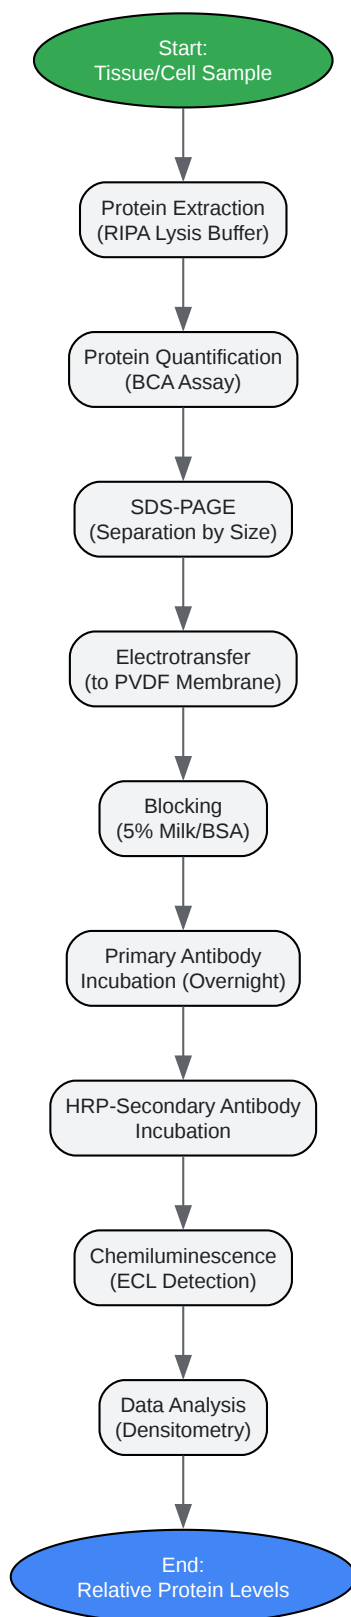 Start:
Tissue/Cell Sample
Protein Extraction
(RIPA Lysis Buffer)
Protein Quantification
(BCA Assay)
SDS-PAGE
(Separation by Size)
Electrotransfer
(to PVDF Membrane)
Blocking
(5% Milk/BSA)
Primary Antibody
Incubation (Overnight)
HRP-Secondary Antibody
Incubation
Chemiluminescence
(ECL Detection)
Data Analysis
(Densitometry)
End:
Relative Protein Levels